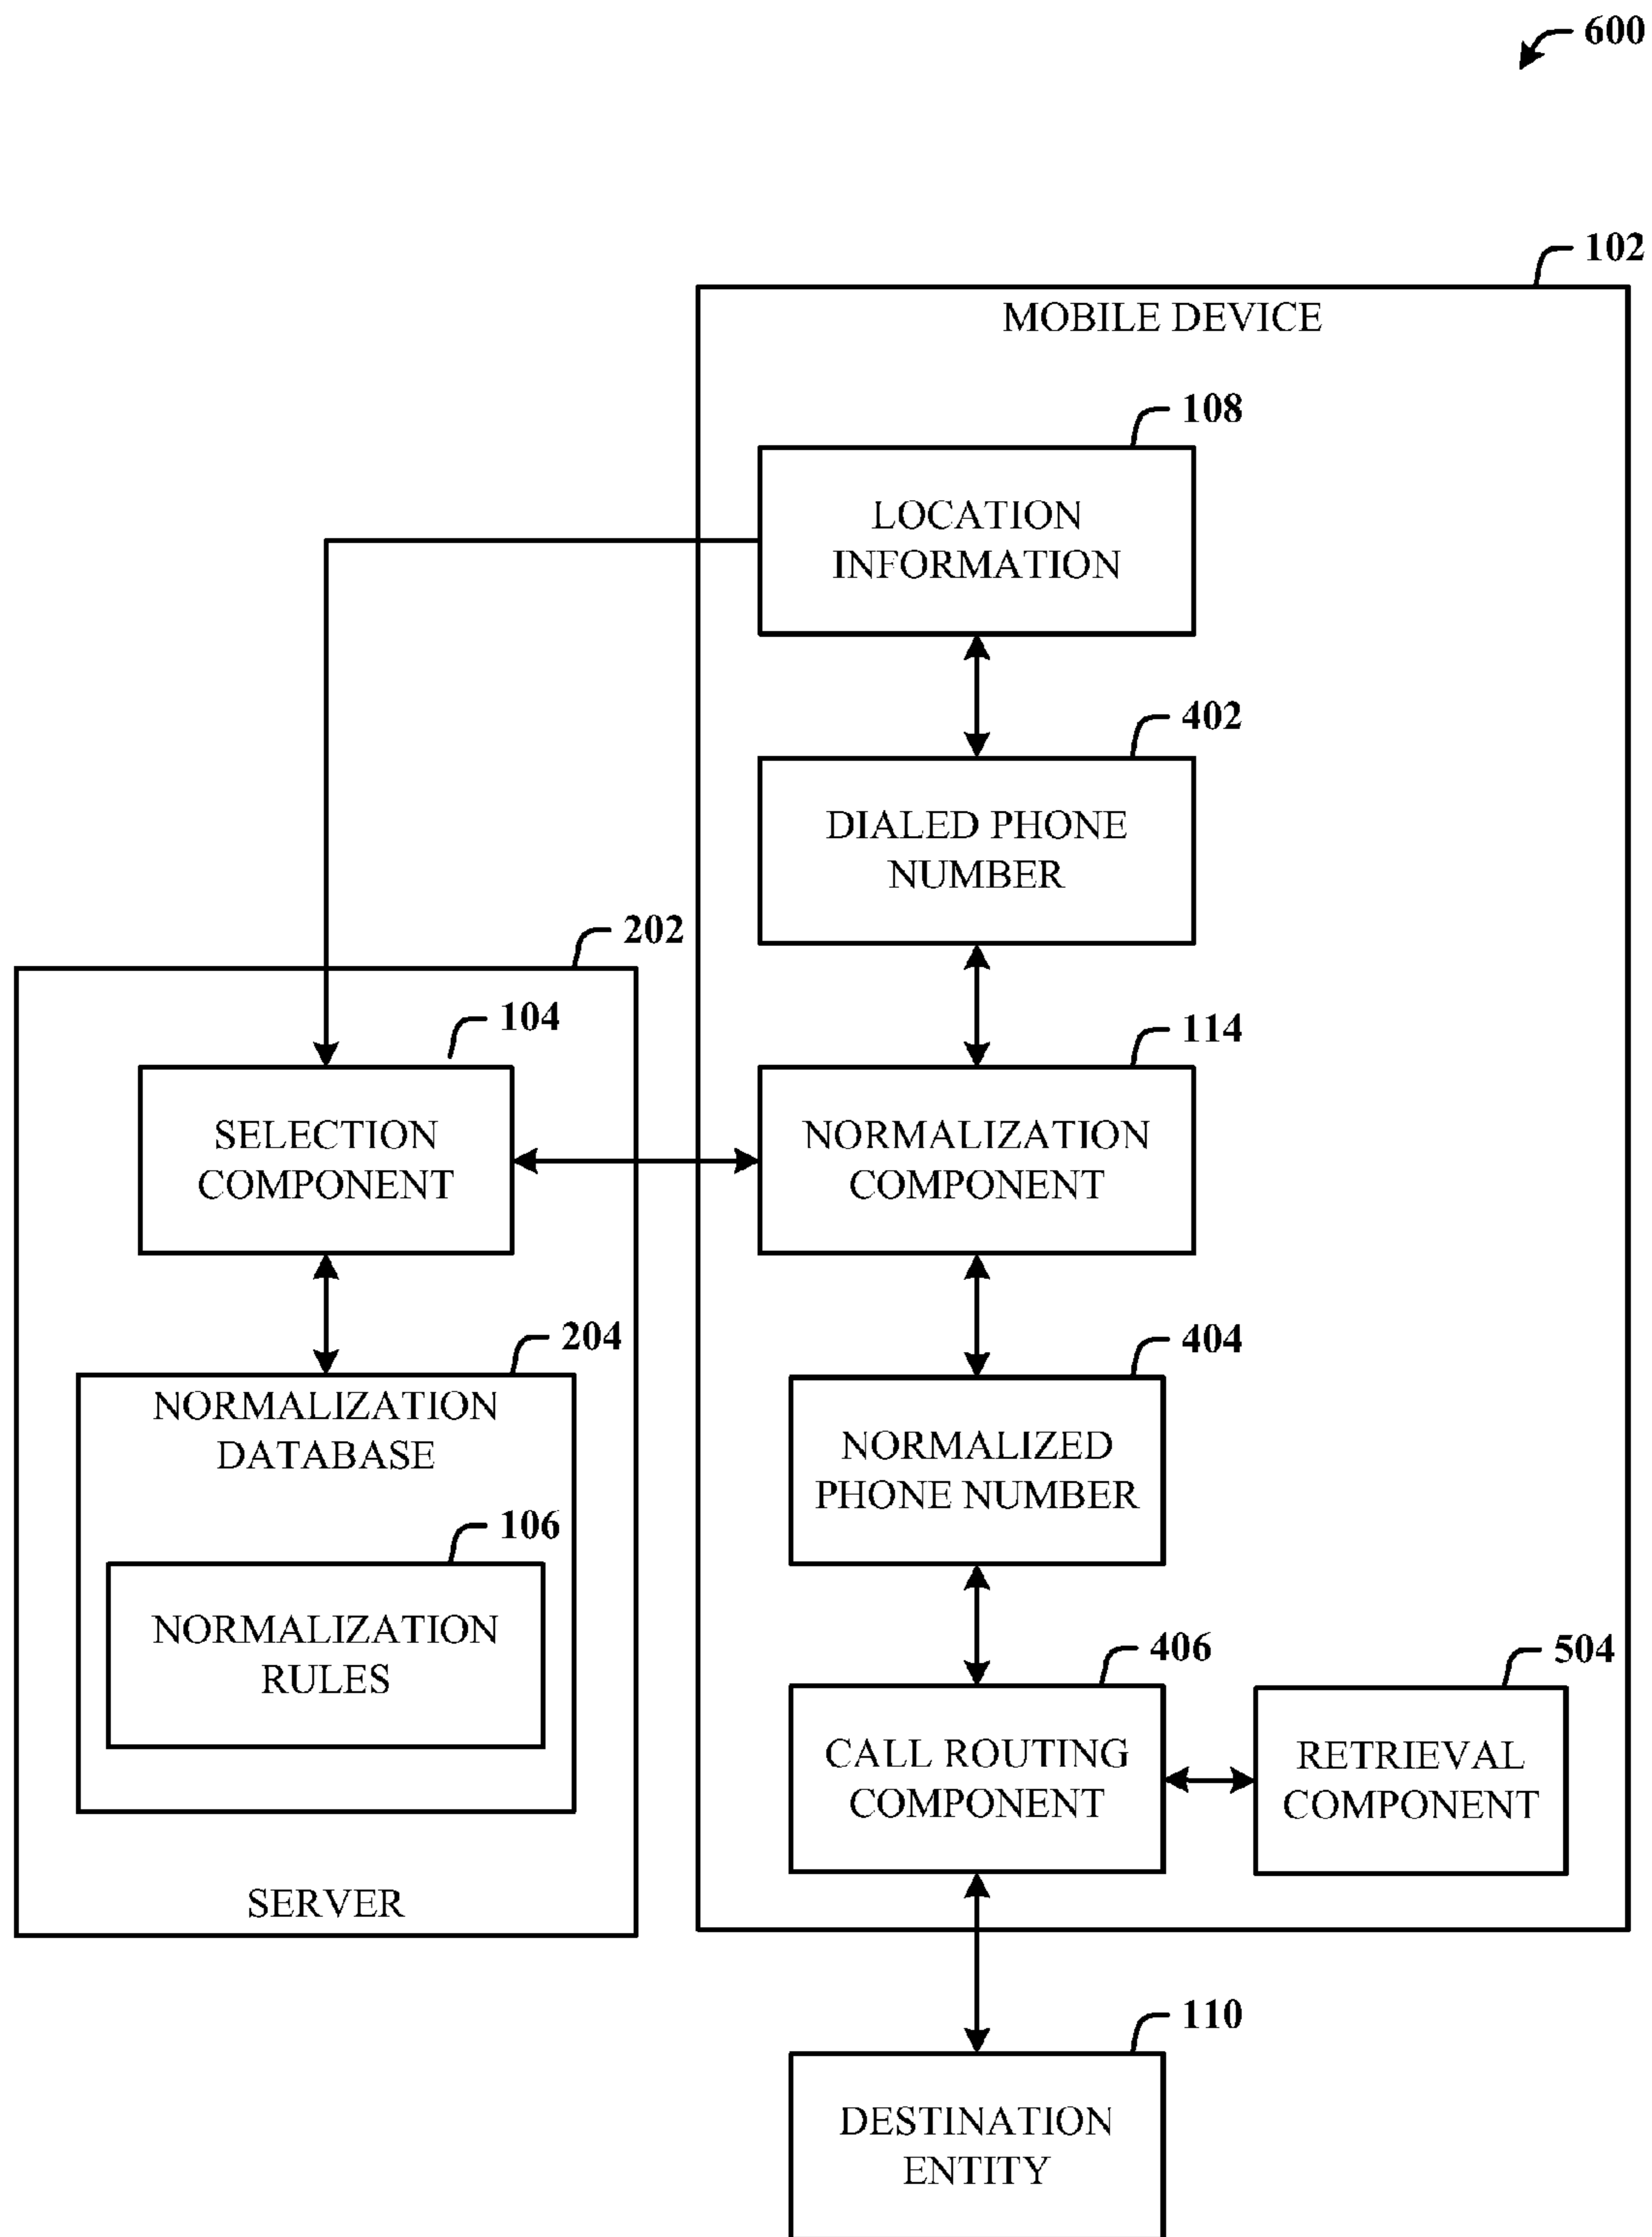 600
102
MOBILE DEVICE
108
LOCATION
INFORMATION
402
DIALED PHONE
NUMBER
202
104
SELECTION
COMPONENT
114
NORMALIZATION
COMPONENT
204
NORMALIZATION
DATABASE
404
NORMALIZED
PHONE NUMBER
106
NORMALIZATION
RULES
406
CALL ROUTING
COMPONENT
504
RETRIEVAL
COMPONENT
SERVER
110
DESTINATION
ENTITY